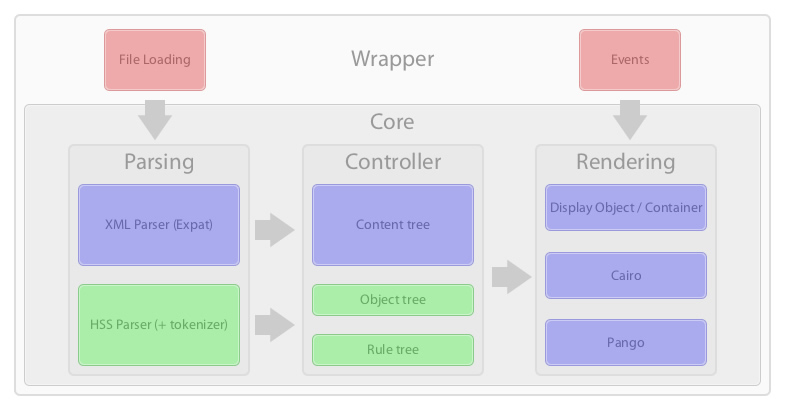 File Loading
Wrapper
Events
Core
Parsing
Controller
Rendering
XML Parser (Expat)
Content tree
Display Object / Container
Cairo
HSS Parser (+ tokenizer)
Object tree
Rule tree
Pango